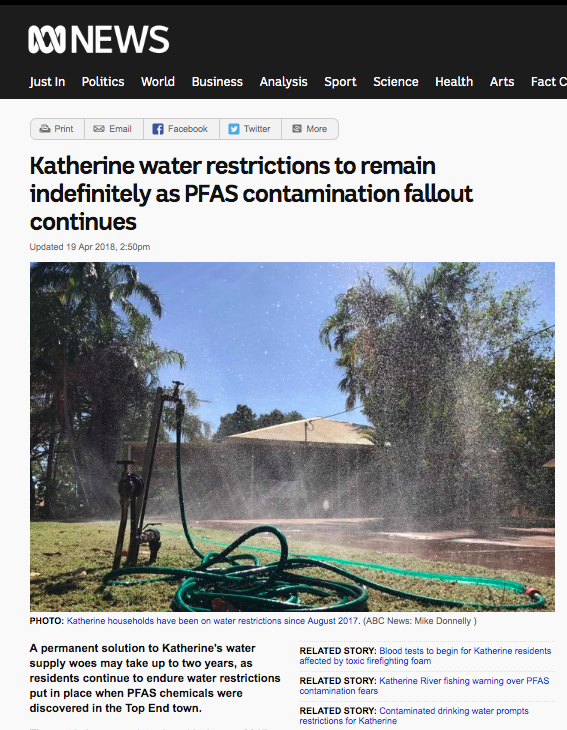 NEWS
Just In Politics World Business Analysis Sport Science Health Arts Fact C
Print Email Facebook Twitter More
Katherine water restrictions to remain
indefinitely as PFAS contamination fallout
continues
Updated 19 Apr 2018, 2:50pm
PHOTO: Katherine households have been on water restrictions since August 2017. (ABC News: Mike Donnelly )
A permanent solution to Katherine's water
supply woes may take up to two years, as
residents continue to endure water restrictions
put in place when PFAS chemicals were
discovered in the Top End town.
RELATED STORY: Blood tests to begin for Katherine residents
affected by toxic firefighting foam
RELATED STORY: Katherine River fishing warning over PFAS
contamination fears
RELATED STORY: Contaminated drinking water prompts
restrictions for Katherine